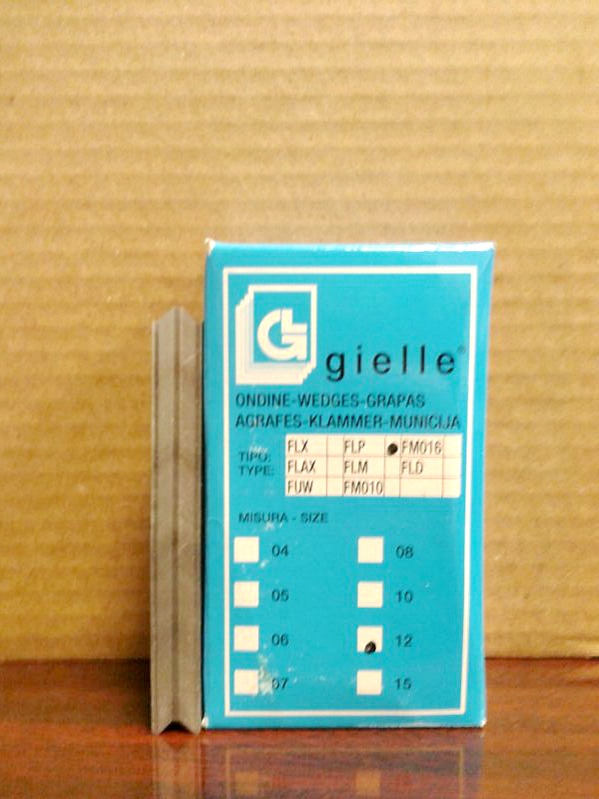 GL gielle®
ONDINE-WEDGES-GRAPAS
AGRAFES-KLAMMER-MUNICIJA
TIPO:
TYPE:
FLX FLP FM016
FLAX FLM FLD
FUW FM010
MISURA - SIZE
04 08
05 10
06 12
07 15